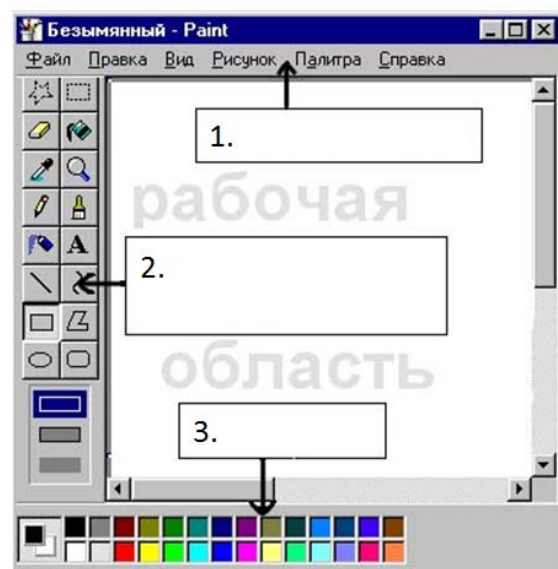 Безымянный - Paint
Файл Правка Вид Рисунок Палитра Справка
1.
рабочая
A
2.
область
3.